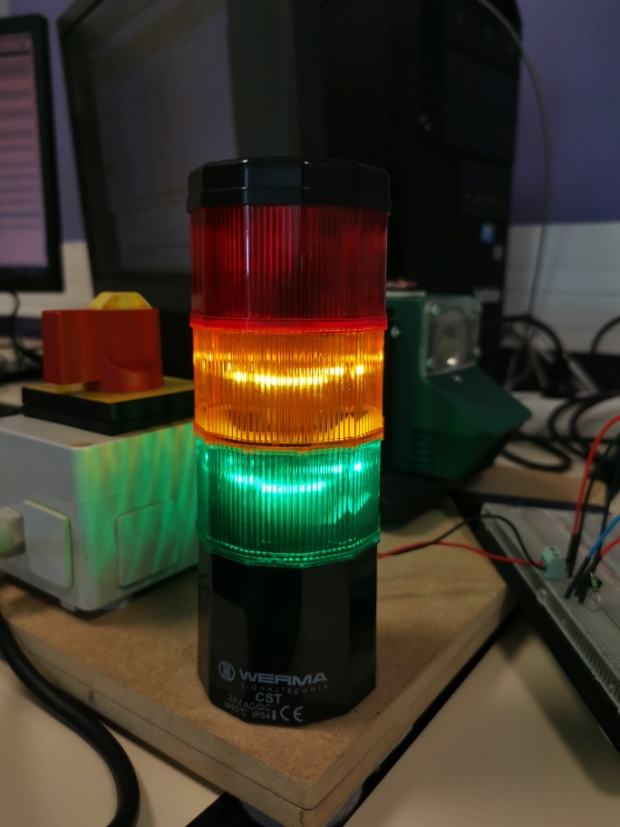 WERMA
SIGNALTECHNIK
CST
24V AC/DC
IP54 CE